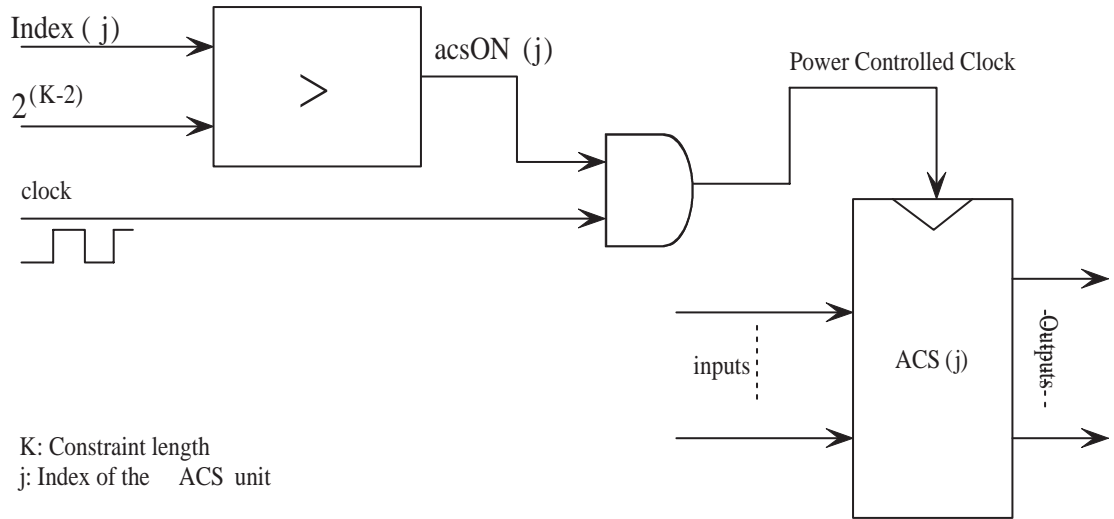 Index ( j)
acsON (j)
>
2(K-2)
Power Controlled Clock
clock
inputs
ACS (j)
Outputs
K: Constraint length
j: Index of the ACS unit